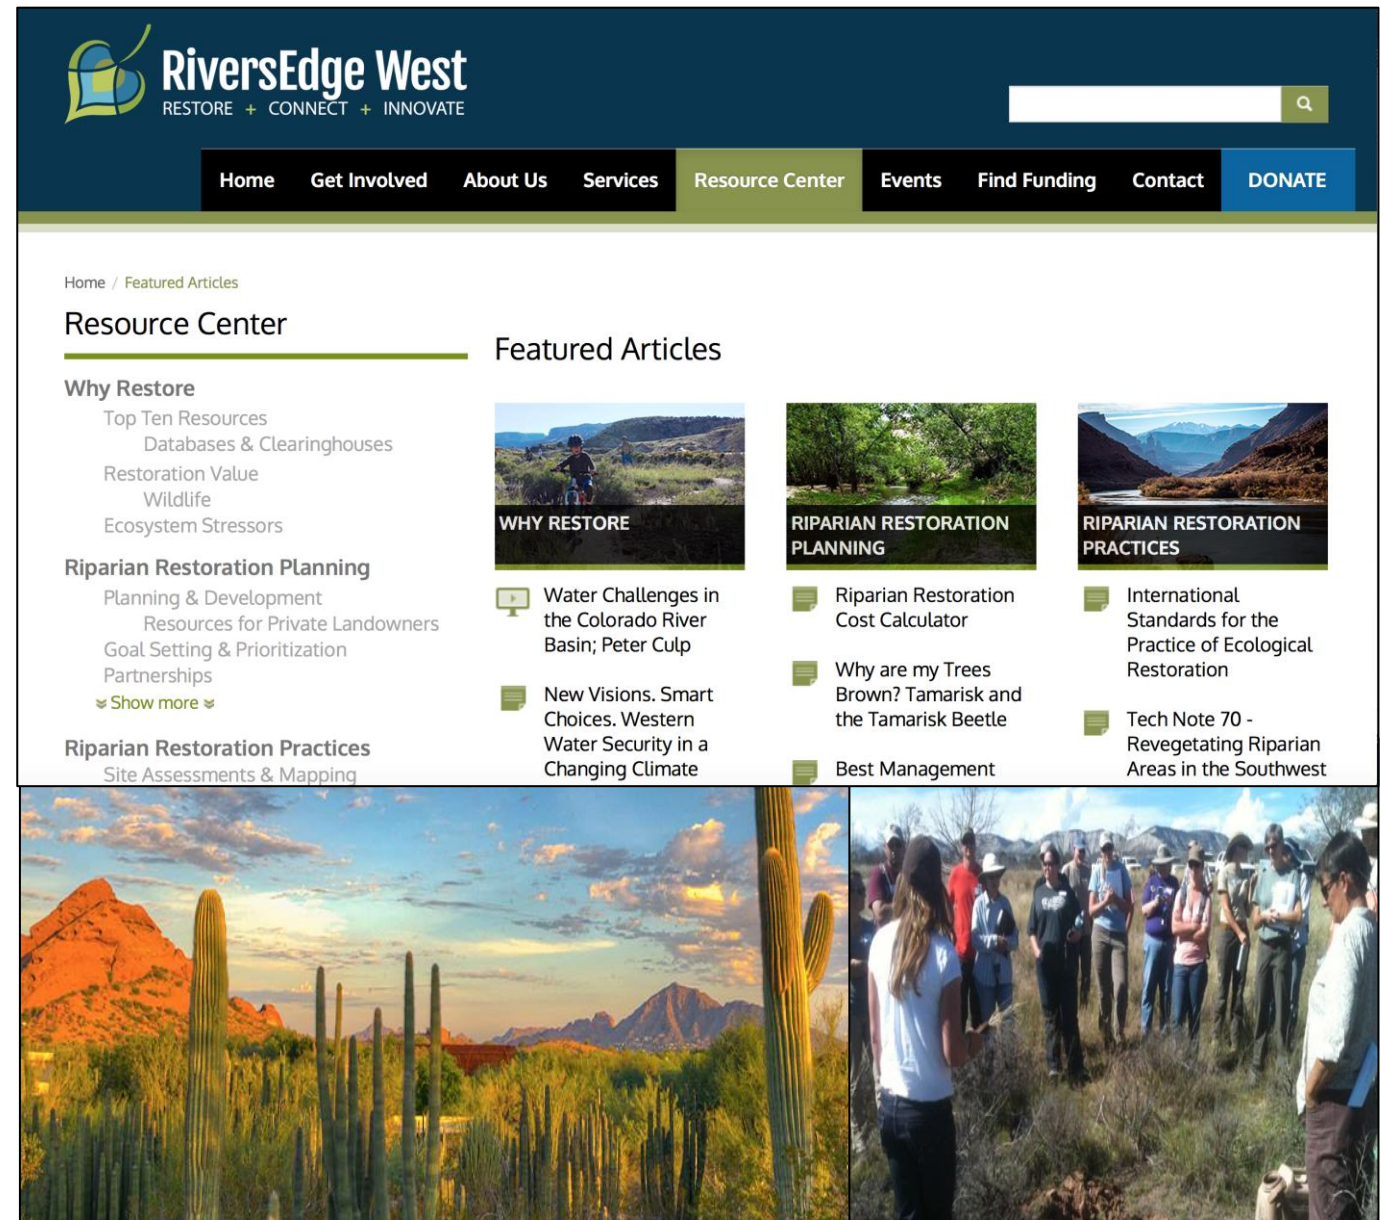 RiversEdge West
RESTORE + CONNECT + INNOVATE
Home Get Involved About Us Services Resource Center Events Find Funding Contact DONATE
Home / Featured Articles
Resource Center
Why Restore
Top Ten Resources
Databases & Clearinghouses
Restoration Value
Wildlife
Ecosystem Stressors
Riparian Restoration Planning
Planning & Development
Resources for Private Landowners
Goal Setting & Prioritization
Partnerships
Show more
Riparian Restoration Practices
Site Assessments & Mapping
Featured Articles
WHY RESTORE
Water Challenges in
the Colorado River
Basin; Peter Culp
New Visions. Smart
Choices. Western
Water Security in a
Changing Climate
RIPARIAN RESTORATION
PLANNING
Riparian Restoration
Cost Calculator
Why are my Trees
Brown? Tamarisk and
the Tamarisk Beetle
Best Management
RIPARIAN RESTORATION
PRACTICES
International
Standards for the
Practice of Ecological
Restoration
Tech Note 70 -
Revegetating Riparian
Areas in the Southwest